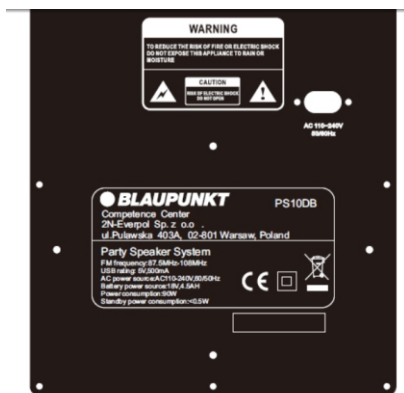 WARNING
TO REDUCE THE RISK OF FIRE OR ELECTRIC SHOCK
DO NOT EXPOSE THIS APPLIANCE TO RAIN OR
MOISTURE
CAUTION
RISK OF ELECTRIC SHOCK
DO NOT OPEN
AC 110-240V
50/60Hz
BLAUPUNKT PS10DB
Competence Center
2N-Everpol Sp. z o.o .
ul.Pulawska 403A, 02-801 Warsaw, Poland
Party Speaker System
FM frequency:87.5MHz-108MHz
USB rating: 5V,500mA
AC power source:AC110-240V,60/50Hz
Battery power source:18V,4.5AH
Power consumption:90W
Standby power consumption:<0.5W
CE